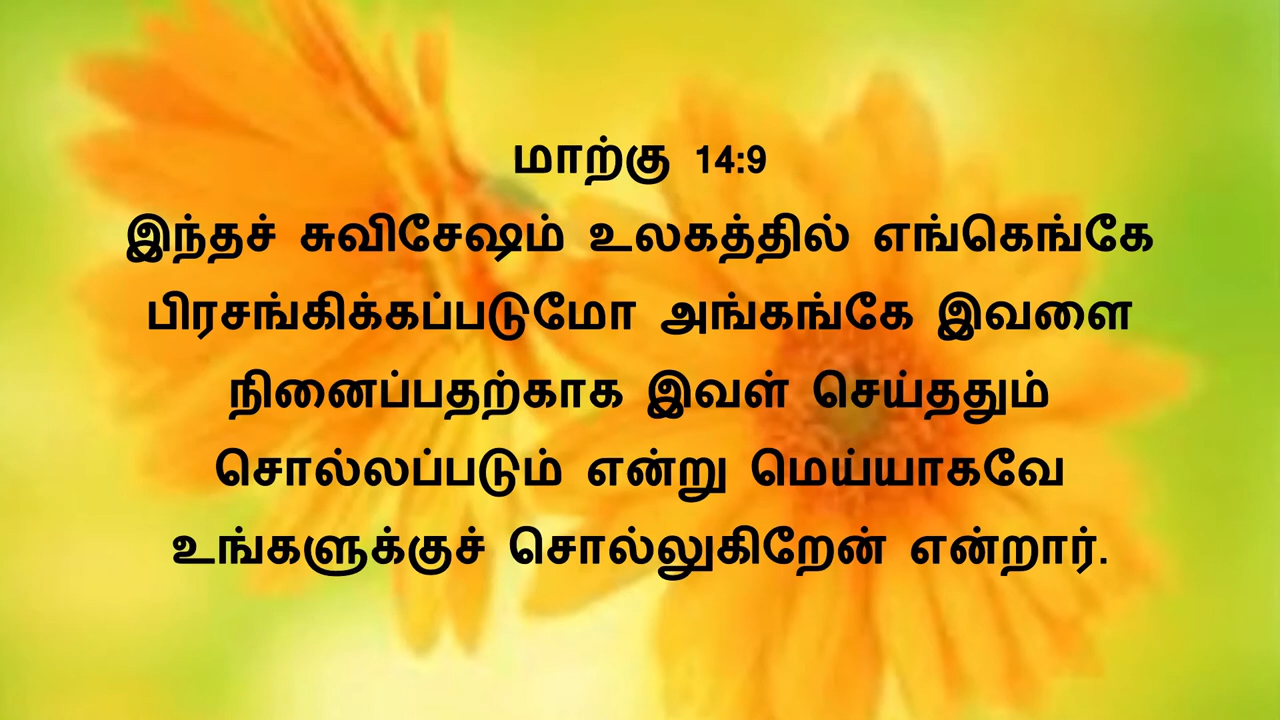 மாற்கு 14:9
இந்தச் சுவிசேஷம் உலகத்தில் எங்கெங்கே
பிரசங்கிக்கப்படுமோ அங்கங்கே இவளை
நினைப்பதற்காக இவள் செய்ததும்
சொல்லப்படும் என்று மெய்யாகவே
உங்களுக்குச் சொல்லுகிறேன் என்றார்.